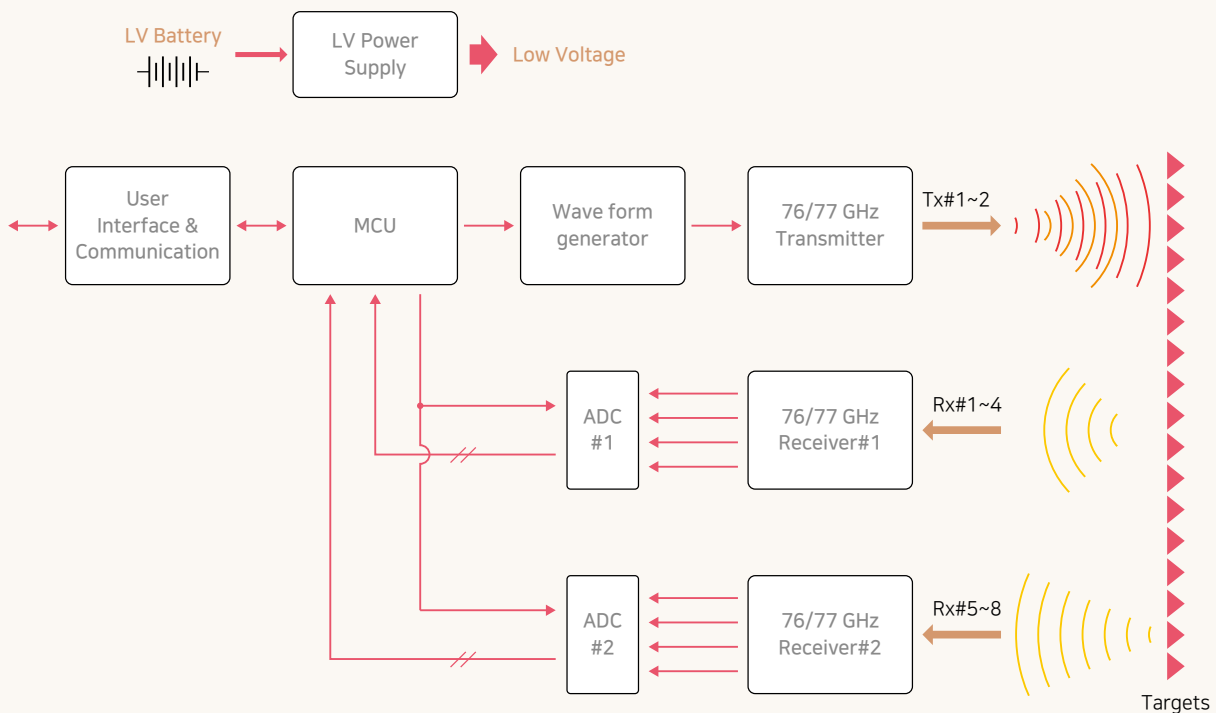 LV Battery
LV Power
Supply
Low Voltage
User
Interface &
Communication
MCU
Wave form
generator
76/77 GHz
Transmitter
Tx#1~2
ADC
#1
76/77 GHz
Receiver#1
Rx#1~4
ADC
#2
76/77 GHz
Receiver#2
Rx#5~8
Targets